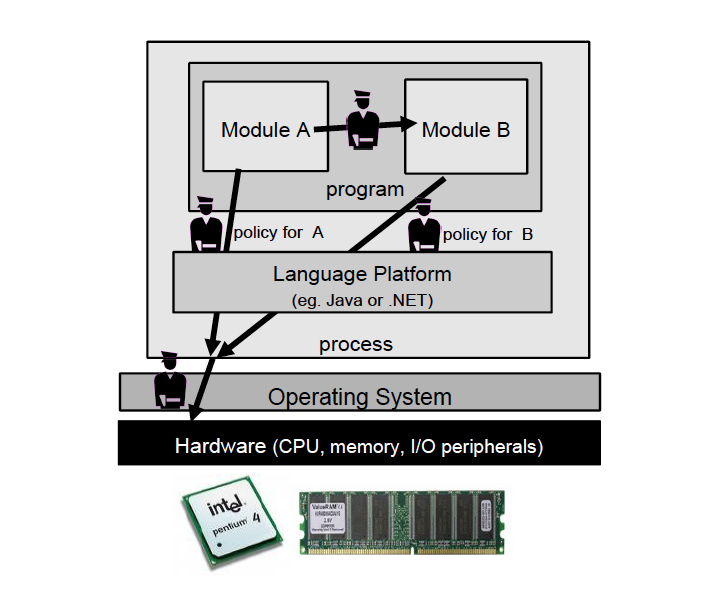 Module A
Module B
program
policy for A
policy for B
Language Platform
(eg. Java or .NET)
process
Operating System
Hardware (CPU, memory, I/O peripherals)
intel
pentium 4
ValueRAM